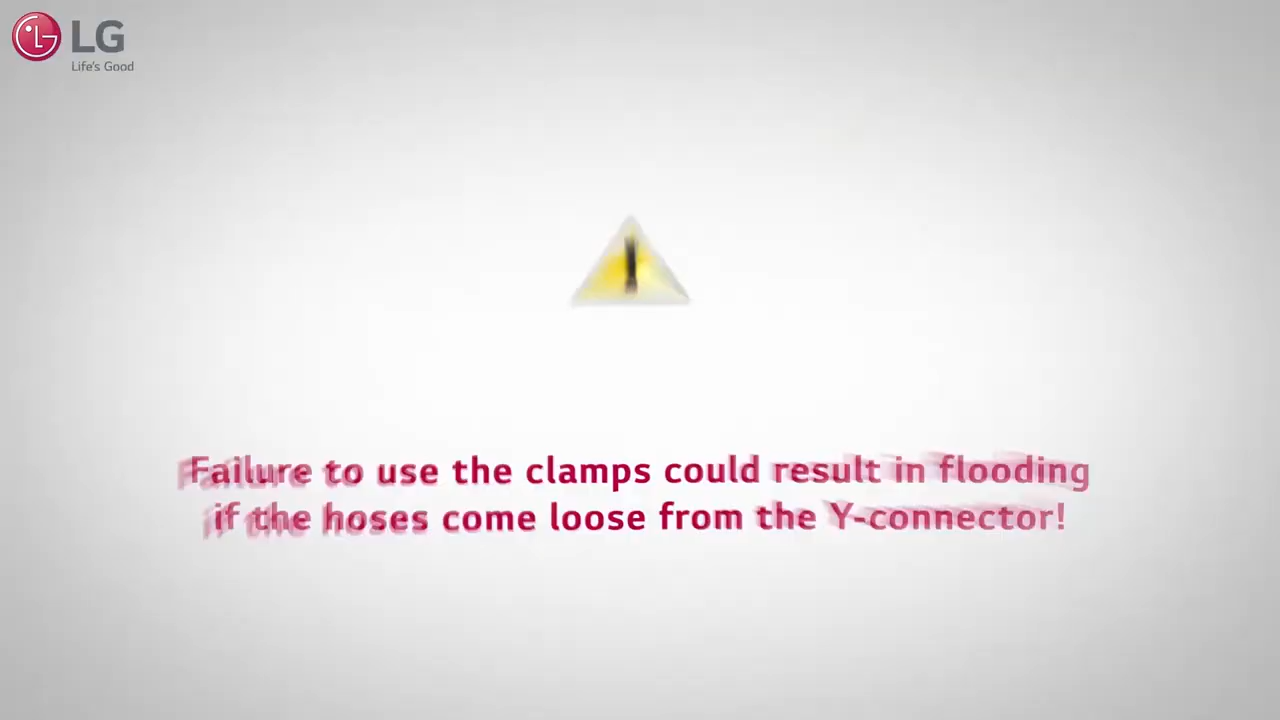 LG
Life's Good
Failure to use the clamps could result in flooding
if the hoses come loose from the Y-connector!